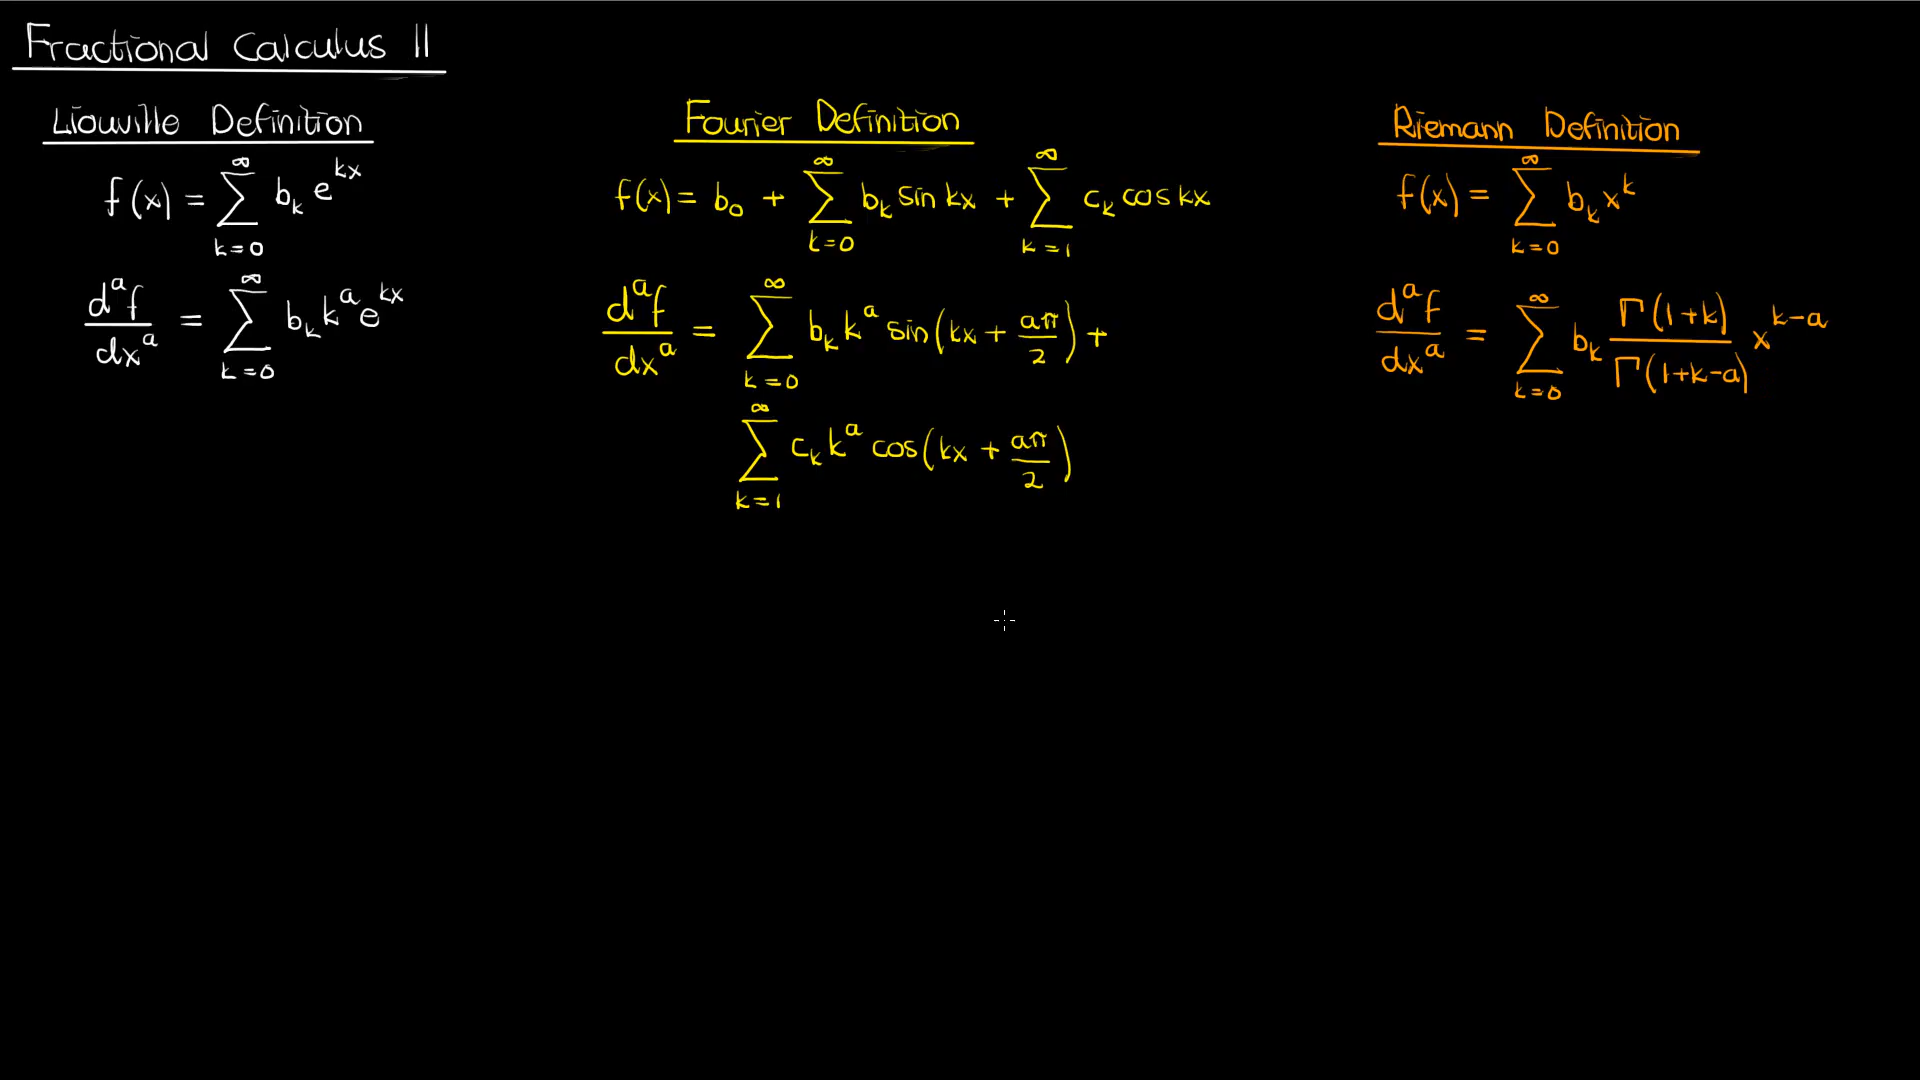 Fractional Calculus II
Liouville Definition
f(x) = ∑_{k=0}^{∞} b_k e^{kx}
d^a f / dx^a = ∑_{k=0}^{∞} b_k k^a e^{kx}
Fourier Definition
f(x) = b_0 + ∑_{k=0}^{∞} b_k sin kx + ∑_{k=1}^{∞} c_k cos kx
d^a f / dx^a = ∑_{k=0}^{∞} b_k k^a sin(kx + aπ/2) +
∑_{k=1}^{∞} c_k k^a cos(kx + aπ/2)
Riemann Definition
f(x) = ∑_{k=0}^{∞} b_k x^k
d^a f / dx^a = ∑_{k=0}^{∞} b_k Γ(1+k) / Γ(1+k-a) x^{k-a}